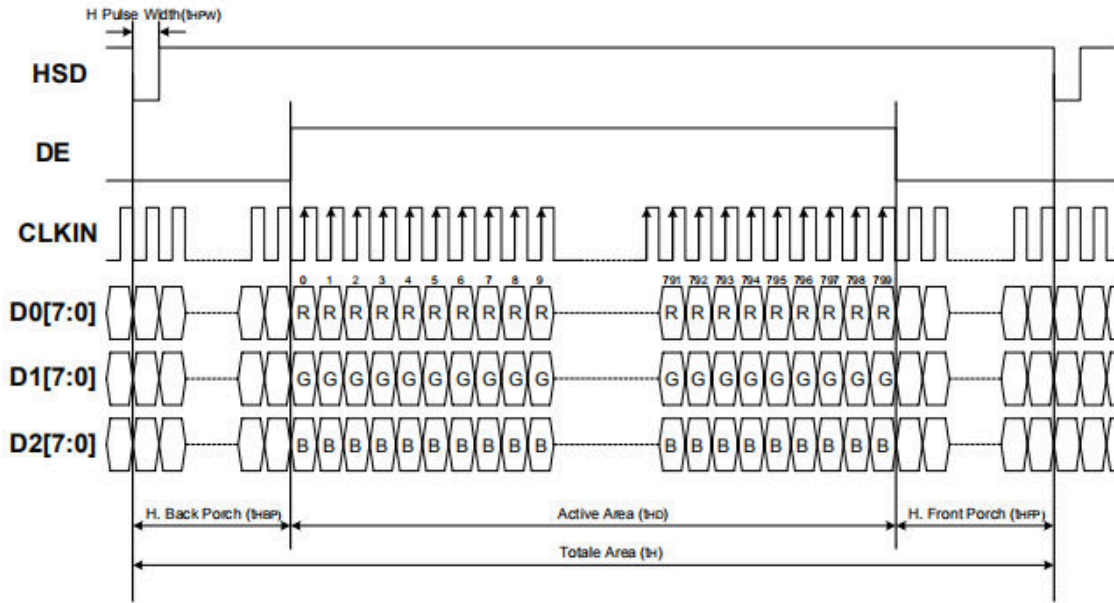 H Pulse Width(tHPW)
HSD
DE
CLKIN
0 1 2 3 4 5 6 7 8 9 791 792 793 794 795 796 797 798 799
D0[7:0] R R R R R R R R R R R R R R R R R R R
D1[7:0] G G G G G G G G G G G G G G G G G G G
D2[7:0] B B B B B B B B B B B B B B B B B B B
H. Back Porch (tHBP) Active Area (tHD) H. Front Porch (tHFP)
Totale Area (tH)